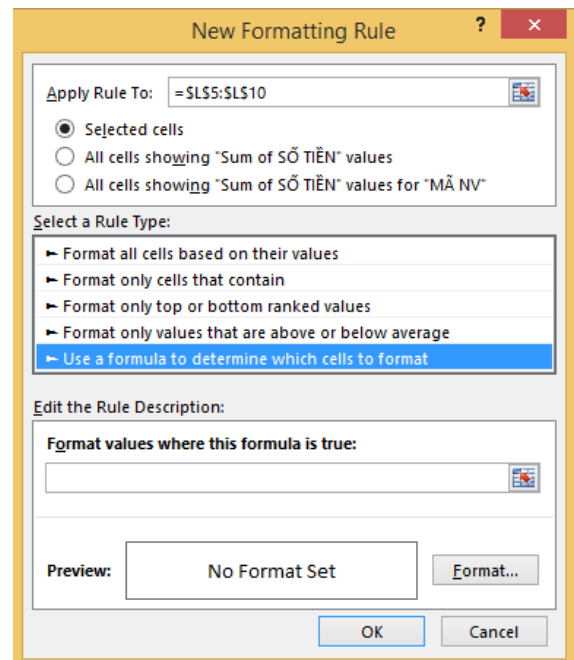 New Formatting Rule
?
Apply Rule To: =$L$5:$L$10
Selected cells
All cells showing "Sum of SỐ TIỀN" values
All cells showing "Sum of SỐ TIỀN" values for "MÃ NV"
Select a Rule Type:
► Format all cells based on their values
► Format only cells that contain
► Format only top or bottom ranked values
► Format only values that are above or below average
► Use a formula to determine which cells to format
Edit the Rule Description:
Format values where this formula is true:
Preview: No Format Set Format...
OK Cancel